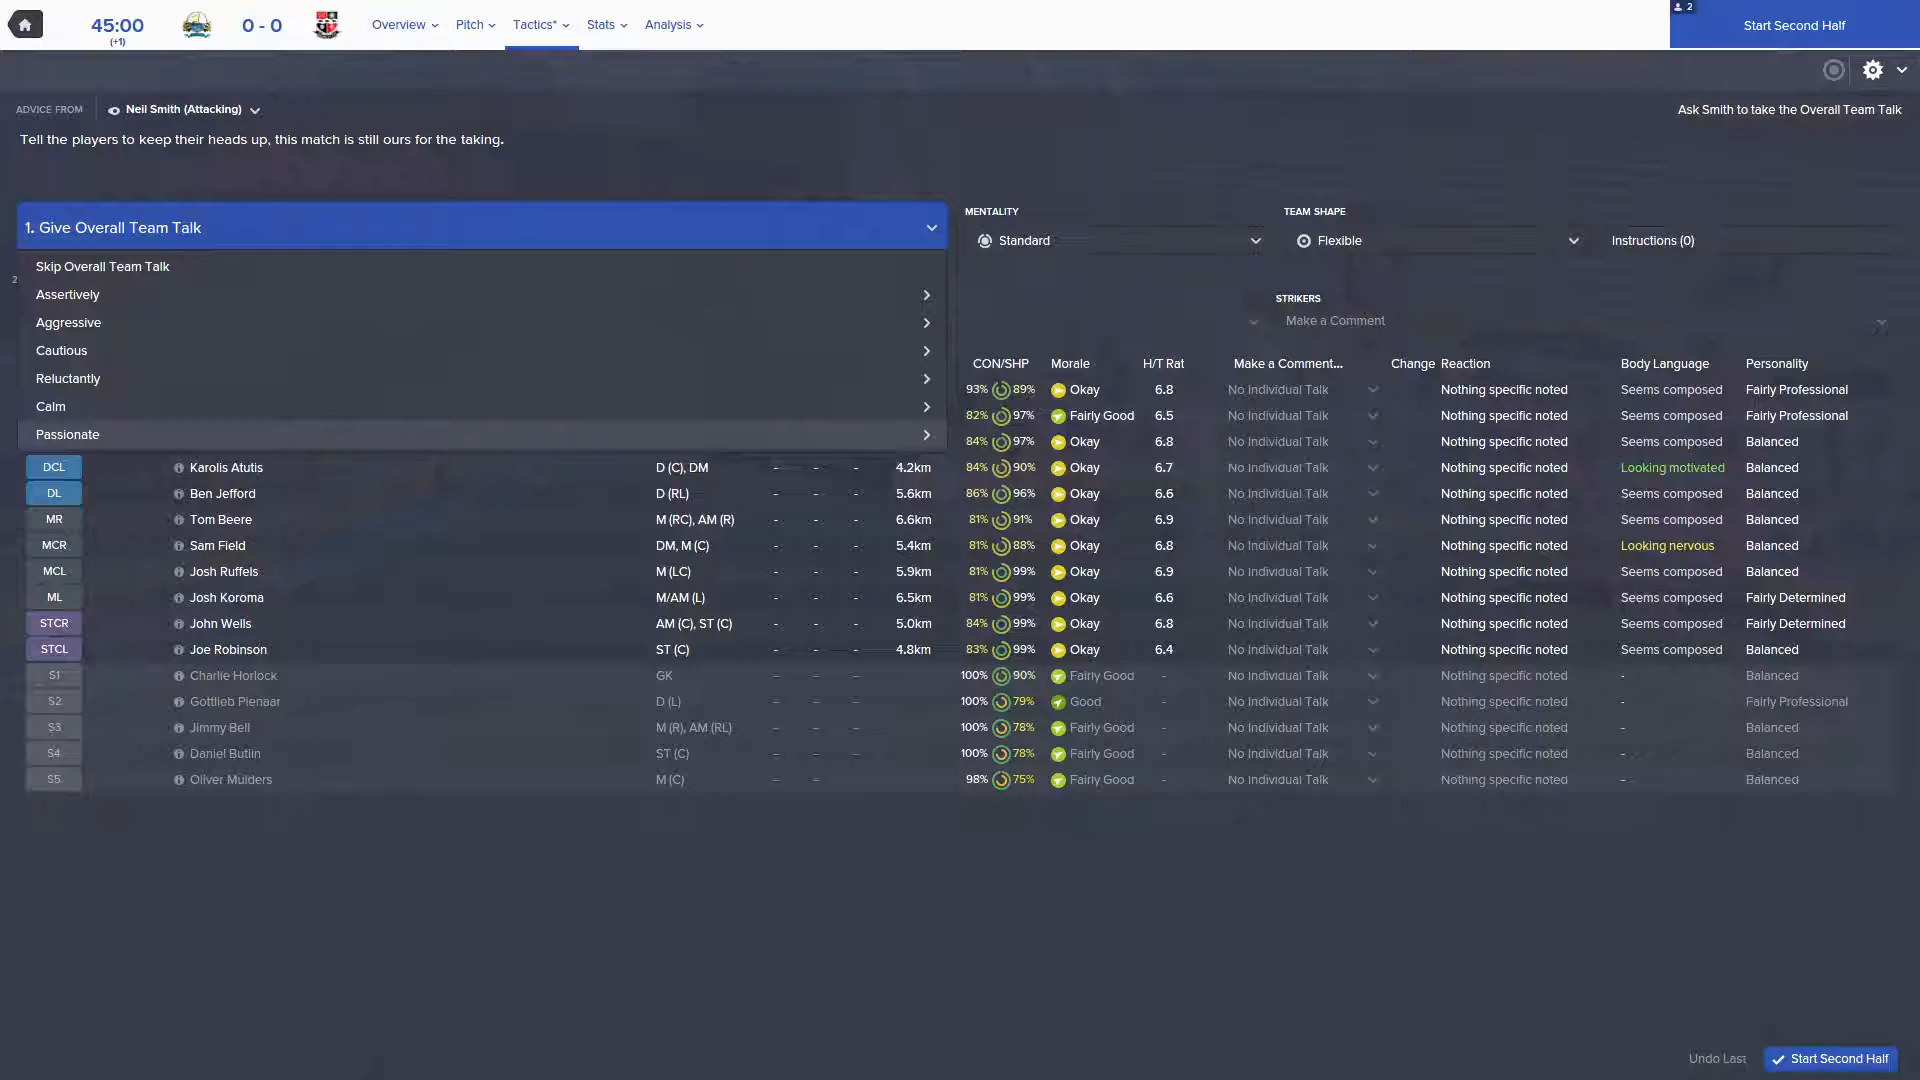 45:00
(+1)
0 - 0
Overview
Pitch
Tactics*
Stats
Analysis
2
Start Second Half
ADVICE FROM
Neil Smith (Attacking)
Ask Smith to take the Overall Team Talk
Tell the players to keep their heads up, this match is still ours for the taking.
1. Give Overall Team Talk
MENTALITY
Standard
TEAM SHAPE
Flexible
Instructions (0)
2
Skip Overall Team Talk
Assertively
Aggressive
Cautious
Reluctantly
Calm
Passionate
STRIKERS
Make a Comment
CON/SHP Morale H/T Rat Make a Comment... Change Reaction Body Language Personality
93% 89% Okay 6.8 No Individual Talk Nothing specific noted Seems composed Fairly Professional
82% 97% Fairly Good 6.5 No Individual Talk Nothing specific noted Seems composed Fairly Professional
84% 97% Okay 6.8 No Individual Talk Nothing specific noted Seems composed Balanced
DCL Karolis Atutis D (C), DM - - - 4.2km 84% 90% Okay 6.7 No Individual Talk Nothing specific noted Looking motivated Balanced
DL Ben Jefford D (RL) - - - 5.6km 86% 96% Okay 6.6 No Individual Talk Nothing specific noted Seems composed Balanced
MR Tom Beere M (RC), AM (R) - - - 6.6km 81% 91% Okay 6.9 No Individual Talk Nothing specific noted Seems composed Balanced
MCR Sam Field DM, M (C) - - - 5.4km 81% 88% Okay 6.8 No Individual Talk Nothing specific noted Looking nervous Balanced
MCL Josh Ruffels M (LC) - - - 5.9km 81% 99% Okay 6.9 No Individual Talk Nothing specific noted Seems composed Balanced
ML Josh Koroma M/AM (L) - - - 6.5km 81% 99% Okay 6.6 No Individual Talk Nothing specific noted Seems composed Fairly Determined
STCR John Wells AM (C), ST (C) - - - 5.0km 84% 99% Okay 6.8 No Individual Talk Nothing specific noted Seems composed Fairly Determined
STCL Joe Robinson ST (C) - - - 4.8km 83% 99% Okay 6.4 No Individual Talk Nothing specific noted Seems composed Balanced
S1 Charlie Horlock GK - - - 100% 90% Fairly Good - No Individual Talk Nothing specific noted - Balanced
S2 Gottlieb Pienaar D (L) - - - 100% 79% Good - No Individual Talk Nothing specific noted - Fairly Professional
S3 Jimmy Bell M (R), AM (RL) - - - 100% 78% Fairly Good - No Individual Talk Nothing specific noted - Balanced
S4 Daniel Butlin ST (C) - - - 100% 78% Fairly Good - No Individual Talk Nothing specific noted - Balanced
S5 Oliver Mulders M (C) - - - 98% 75% Fairly Good - No Individual Talk Nothing specific noted - Balanced
Undo Last
Start Second Half